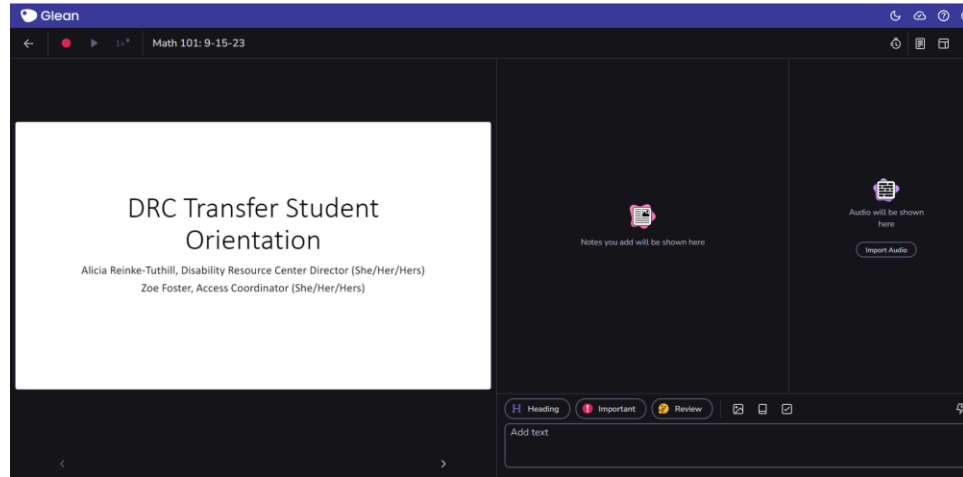 Glean
1x
Math 101: 9-15-23
DRC Transfer Student
Orientation
Alicia Reinke-Tuthill, Disability Resource Center Director (She/Her/Hers)
Zoe Foster, Access Coordinator (She/Her/Hers)
Notes you add will be shown here
Audio will be shown
here
Import Audio
H Heading
Important
Review
Add text